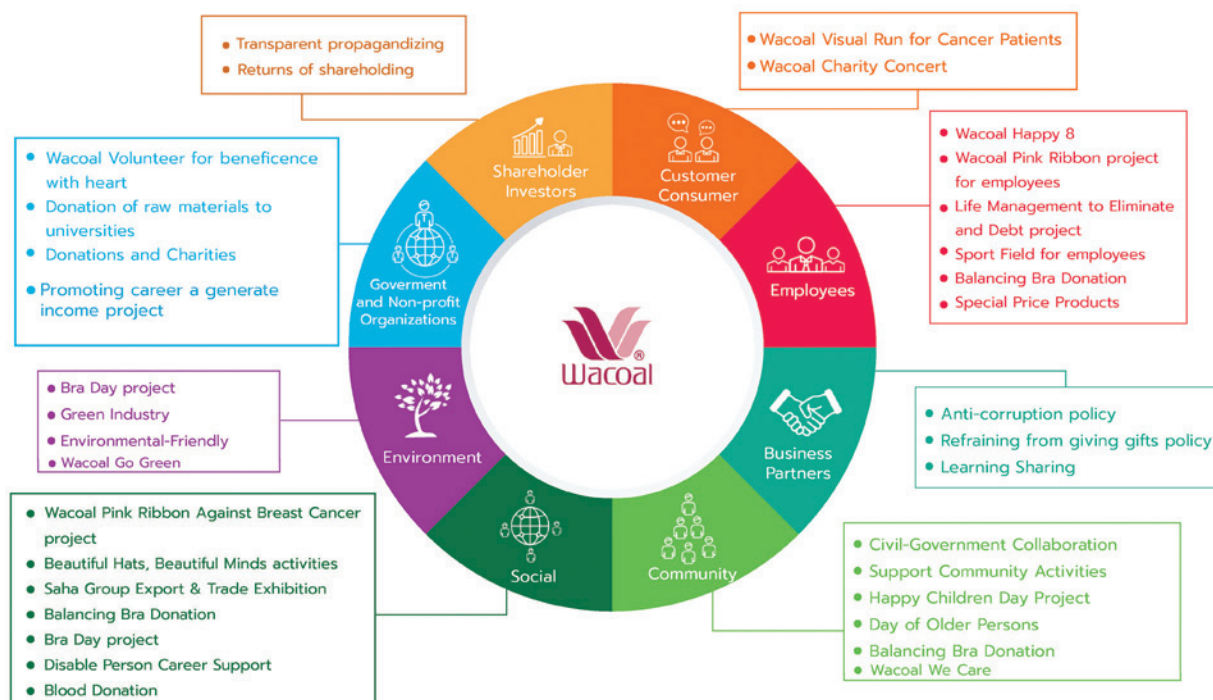 Transparent propagandizing
Returns of shareholding
Wacoal Visual Run for Cancer Patients
Wacoal Charity Concert
Wacoal Volunteer for beneficence
with heart
Donation of raw materials to
universities
Donations and Charities
Promoting career a generate
income project
Shareholder
Investors
Customer
Consumer
Wacoal Happy 8
Wacoal Pink Ribbon project
for employees
Life Management to Eliminate
and Debt project
Sport Field for employees
Balancing Bra Donation
Special Price Products
Goverment
and Non-profit
Organizations
Employees
Wacoal®
Bra Day project
Green Industry
Environmental-Friendly
Wacoal Go Green
Environment
Business
Partners
Anti-corruption policy
Refraining from giving gifts policy
Learning Sharing
Wacoal Pink Ribbon Against Breast Cancer
project
Beautiful Hats, Beautiful Minds activities
Saha Group Export & Trade Exhibition
Balancing Bra Donation
Bra Day project
Disable Person Career Support
Blood Donation
Social
Community
Civil-Government Collaboration
Support Community Activities
Happy Children Day Project
Day of Older Persons
Balancing Bra Donation
Wacoal We Care